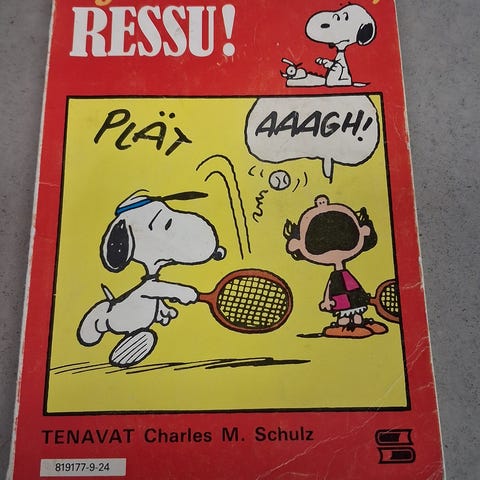 RESSU!
PLÄT
AAAGH!
TENAVAT Charles M. Schulz
819177-9-24